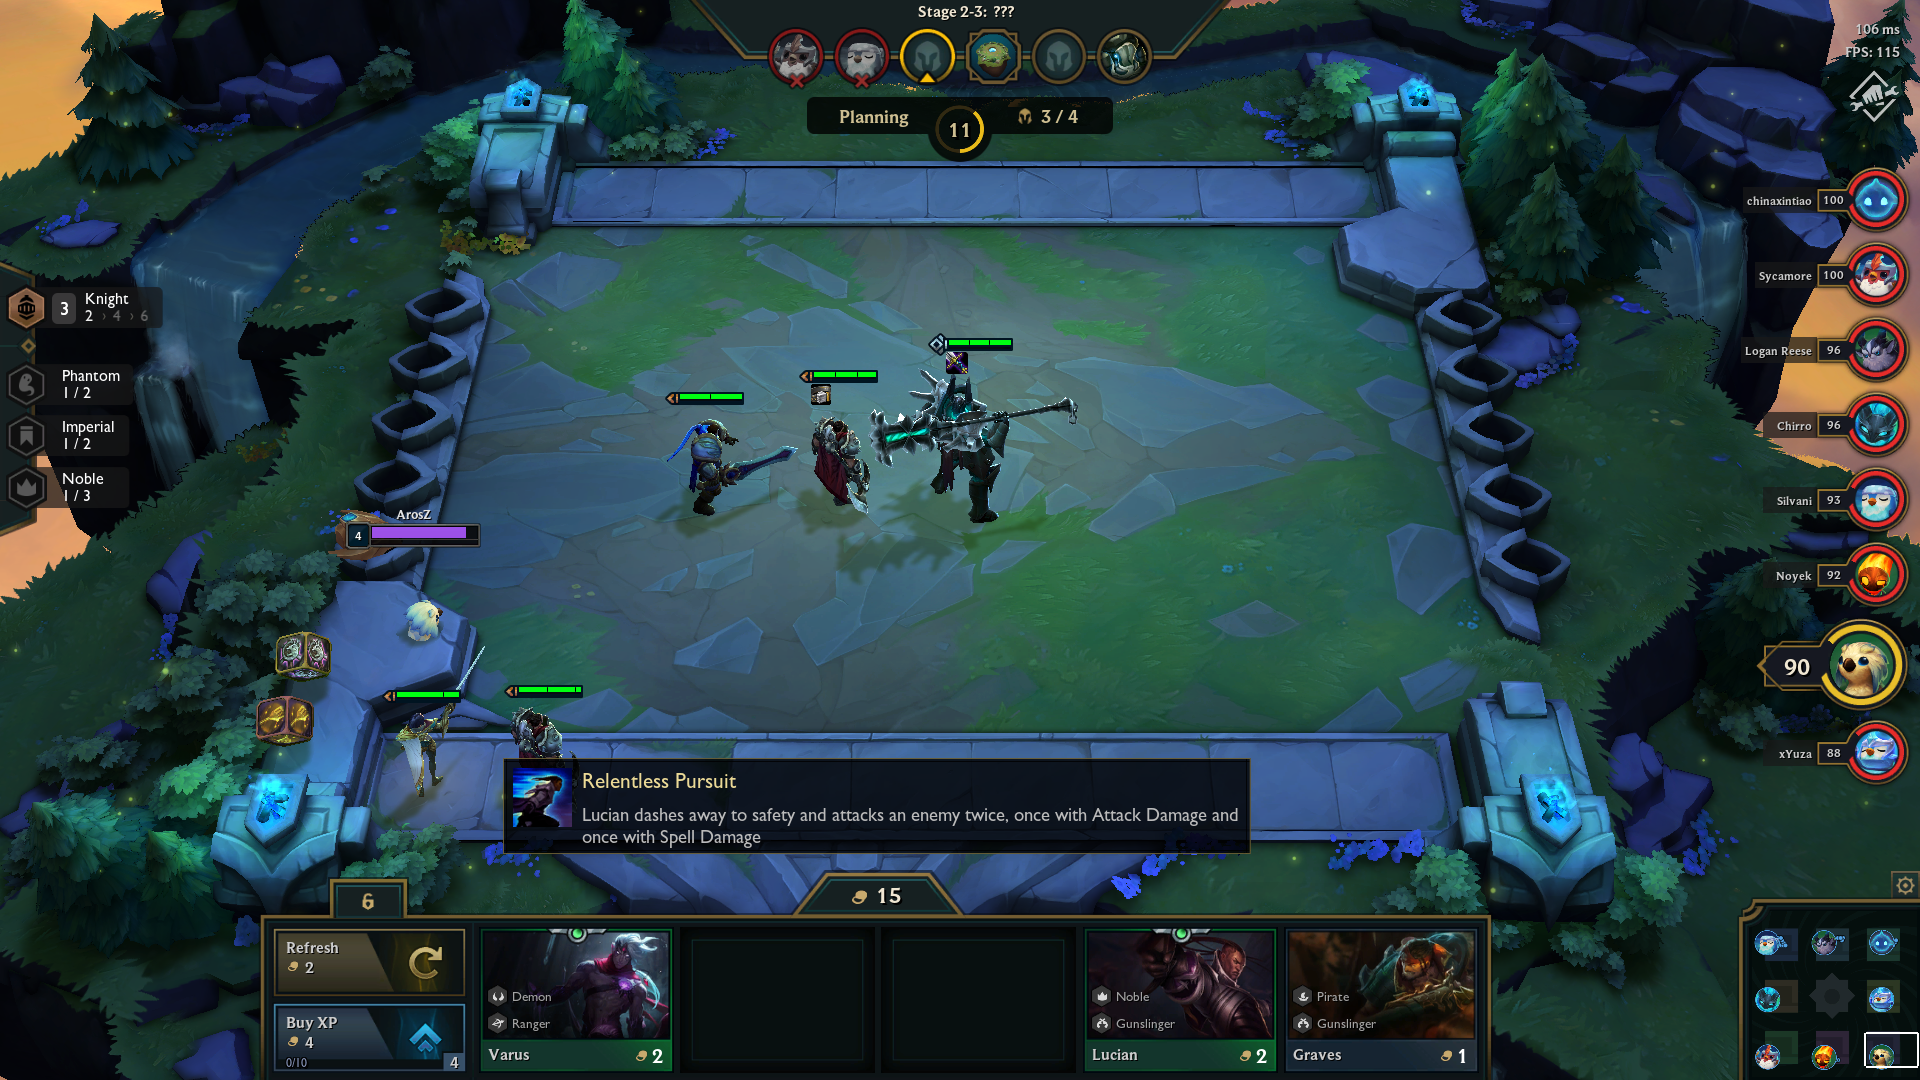 Stage 2-3: ???
106 ms
FPS: 115
Planning
11
3 / 4
chinaxintiao 100
Sycamore 100
3 Knight
2 › 4 › 6
Logan Reese 96
Phantom
1 / 2
Chirro 96
Imperial
1 / 2
Noble
1 / 3
Silvani 93
ArosZ
4
Noyek 92
90
xYuza 88
Relentless Pursuit
Lucian dashes away to safety and attacks an enemy twice, once with Attack Damage and
once with Spell Damage
6
15
Refresh
2
Buy XP
4
0/10
4
Demon
Ranger
Varus 2
Noble
Gunslinger
Lucian 2
Pirate
Gunslinger
Graves 1